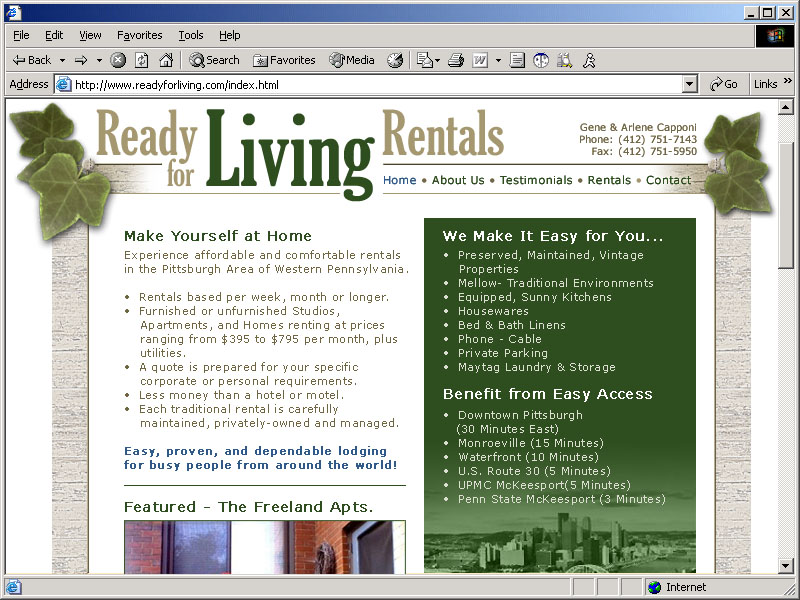 File Edit View Favorites Tools Help
Back Search Favorites Media
Address http://www.readyforliving.com/index.html Go Links »
Ready for Living Rentals
Gene & Arlene Capponi
Phone: (412) 751-7143
Fax: (412) 751-5950
Home • About Us • Testimonials • Rentals • Contact
Make Yourself at Home
Experience affordable and comfortable rentals
in the Pittsburgh Area of Western Pennsylvania.
• Rentals based per week, month or longer.
• Furnished or unfurnished Studios,
Apartments, and Homes renting at prices
ranging from $395 to $795 per month, plus
utilities.
• A quote is prepared for your specific
corporate or personal requirements.
• Less money than a hotel or motel.
• Each traditional rental is carefully
maintained, privately-owned and managed.
Easy, proven, and dependable lodging
for busy people from around the world!
Featured - The Freeland Apts.
We Make It Easy for You...
• Preserved, Maintained, Vintage
Properties
• Mellow- Traditional Environments
• Equipped, Sunny Kitchens
• Housewares
• Bed & Bath Linens
• Phone - Cable
• Private Parking
• Maytag Laundry & Storage
Benefit from Easy Access
• Downtown Pittsburgh
(30 Minutes East)
• Monroeville (15 Minutes)
• Waterfront (10 Minutes)
• U.S. Route 30 (5 Minutes)
• UPMC McKeesport(5 Minutes)
• Penn State McKeesport (3 Minutes)
Internet